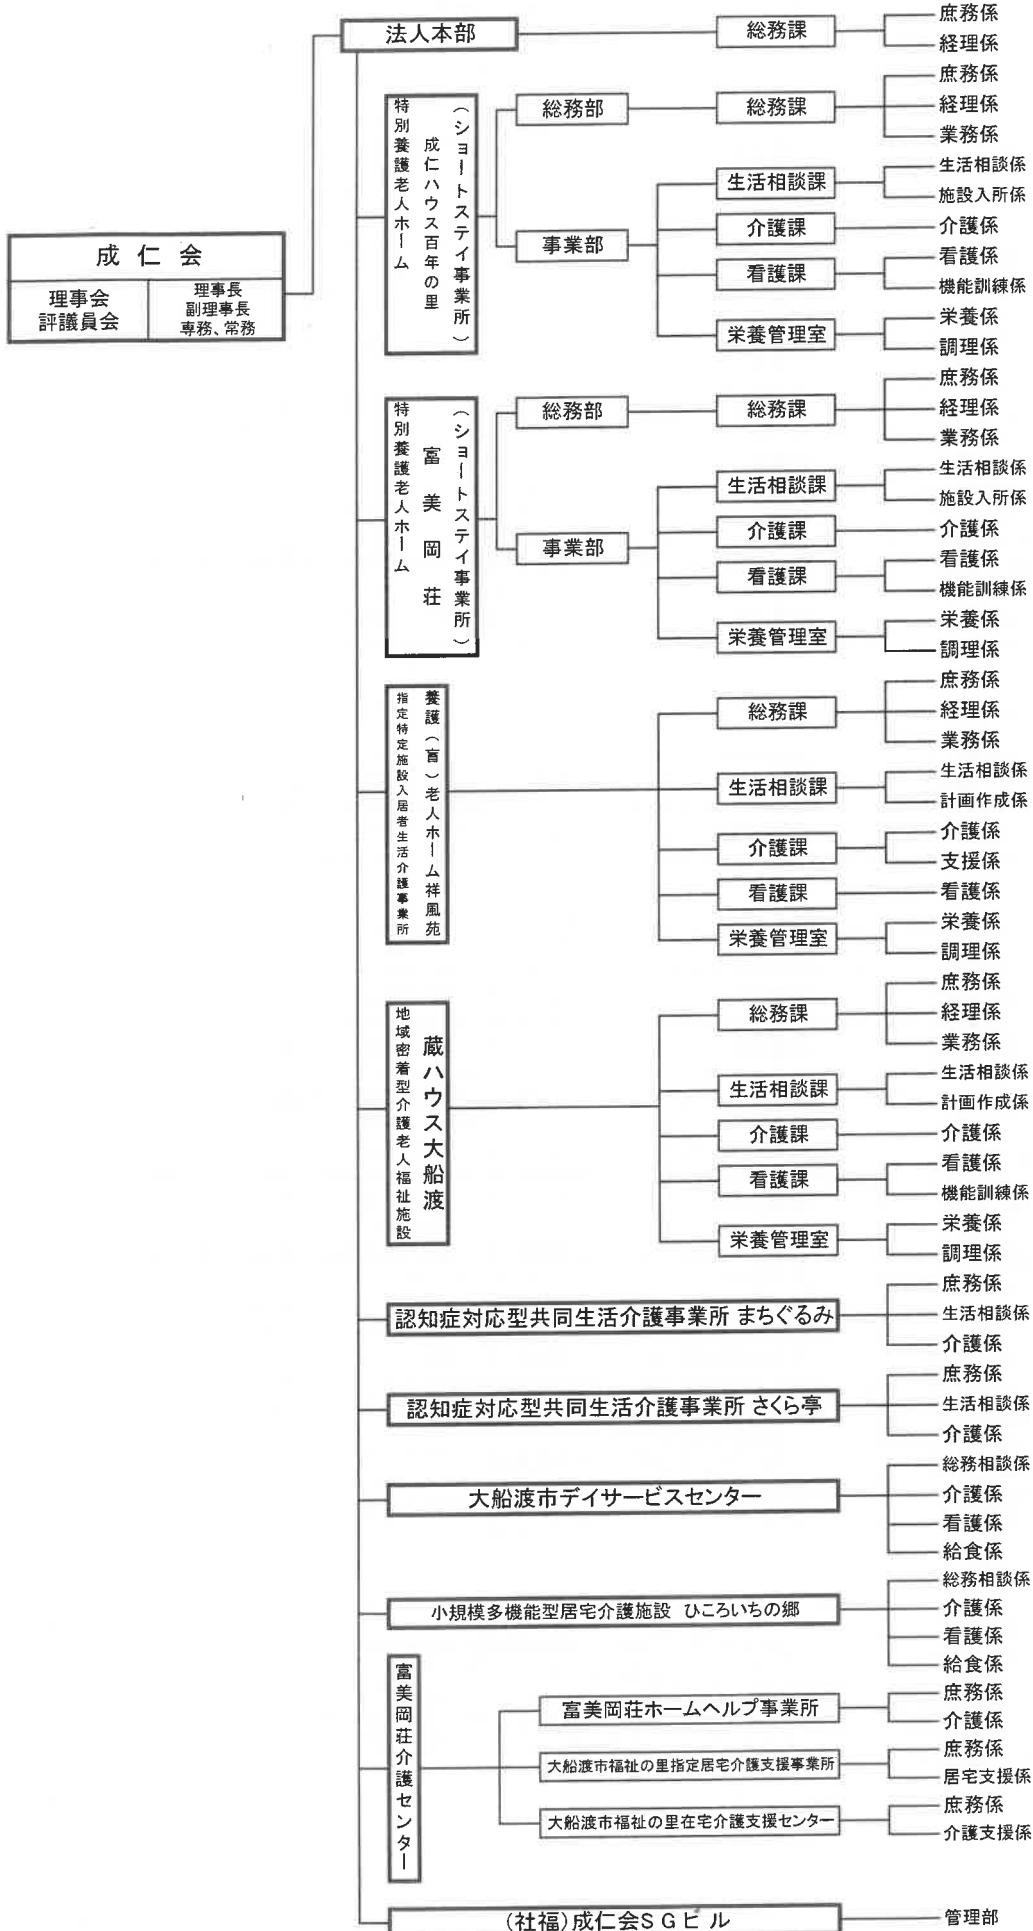 成仁会
理事会
評議員会
理事長
副理事長
専務、常務
法人本部
総務課
庶務係
経理係
特別養護老人ホーム
成仁ハウス百年の里
（ショートステイ事業所）
総務部
総務課
庶務係
経理係
業務係
事業部
生活相談課
生活相談係
施設入所係
介護課
介護係
看護課
看護係
機能訓練係
栄養管理室
栄養係
調理係
特別養護老人ホーム
富美岡荘
（ショートステイ事業所）
総務部
総務課
庶務係
経理係
業務係
事業部
生活相談課
生活相談係
施設入所係
介護課
介護係
看護課
看護係
機能訓練係
栄養管理室
栄養係
調理係
養護（盲）老人ホーム祥風苑
指定特定施設入居者生活介護事業所
総務課
庶務係
経理係
業務係
生活相談課
生活相談係
計画作成係
介護課
介護係
支援係
看護課
看護係
栄養管理室
栄養係
調理係
蔵ハウス大船渡
地域密着型介護老人福祉施設
総務課
庶務係
経理係
業務係
生活相談課
生活相談係
計画作成係
介護課
介護係
看護課
看護係
機能訓練係
栄養管理室
栄養係
調理係
認知症対応型共同生活介護事業所 まちぐるみ
庶務係
生活相談係
介護係
認知症対応型共同生活介護事業所 さくら亭
庶務係
生活相談係
介護係
大船渡市デイサービスセンター
総務相談係
介護係
看護係
給食係
小規模多機能型居宅介護施設 ひころいちの郷
総務相談係
介護係
看護係
給食係
富美岡荘介護センター
富美岡荘ホームヘルプ事業所
庶務係
介護係
大船渡市福祉の里指定居宅介護支援事業所
庶務係
居宅支援係
大船渡市福祉の里在宅介護支援センター
庶務係
介護支援係
(社福)成仁会SGビル
管理部